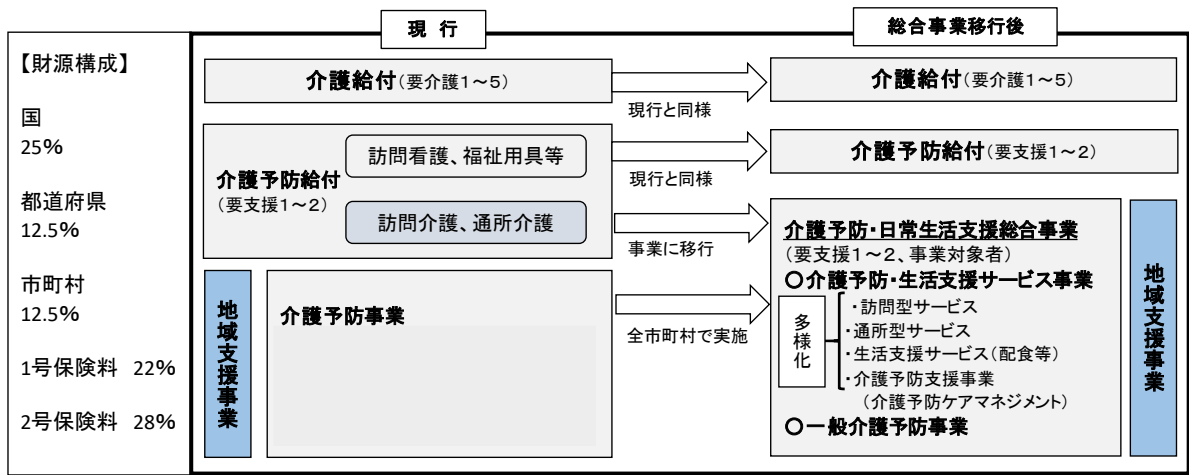 【財源構成】
国
25%
都道府県
12.5%
市町村
12.5%
1号保険料 22%
2号保険料 28%
現 行
総合事業移行後
介護給付(要介護1~5)
現行と同様
介護給付(要介護1~5)
介護予防給付
(要支援1~2)
訪問看護、福祉用具等
現行と同様
介護予防給付(要支援1~2)
訪問介護、通所介護
事業に移行
地域支援事業
介護予防事業
全市町村で実施
介護予防・日常生活支援総合事業
(要支援1~2、事業対象者)
〇介護予防・生活支援サービス事業
多様化
・訪問型サービス
・通所型サービス
・生活支援サービス(配食等)
・介護予防支援事業
(介護予防ケアマネジメント)
〇一般介護予防事業
地域支援事業